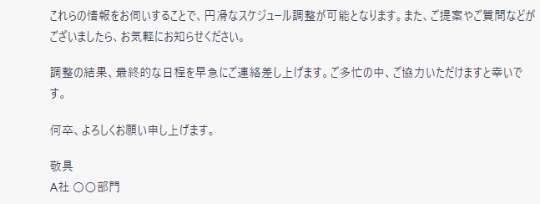 これらの情報をお伺いすることで、円滑なスケジュール調整が可能となります。また、ご提案やご質問などが
ございましたら、お気軽にお知らせください。
調整の結果、最終的な日程を早急にご連絡差し上げます。ご多忙の中、ご協力いただけますと幸いで
す。
何卒、よろしくお願い申し上げます。
敬具
A社 〇〇部門